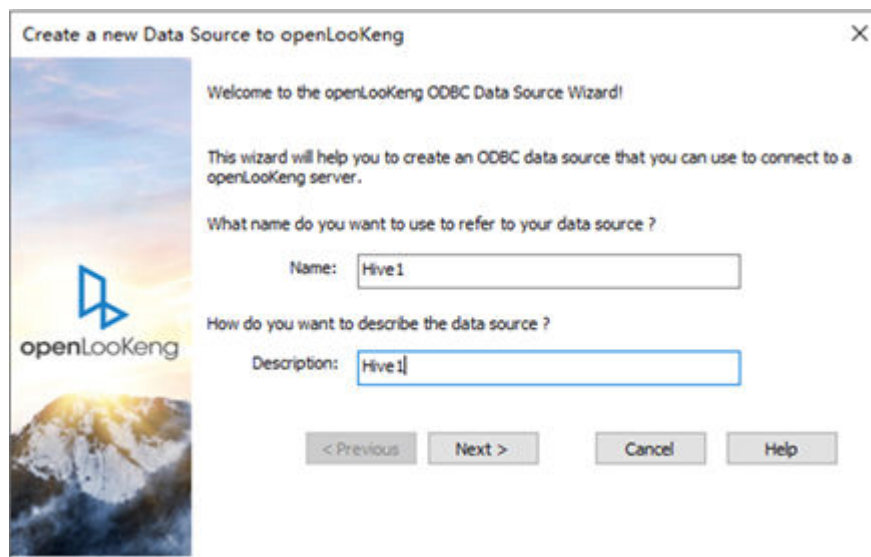 Create a new Data Source to openLooKeng
Welcome to the openLooKeng ODBC Data Source Wizard!
This wizard will help you to create an ODBC data source that you can use to connect to a
openLooKeng server.
What name do you want to use to refer to your data source ?
Name: Hive1
openLooKeng
How do you want to describe the data source ?
Description: Hive1
< Previous Next > Cancel Help